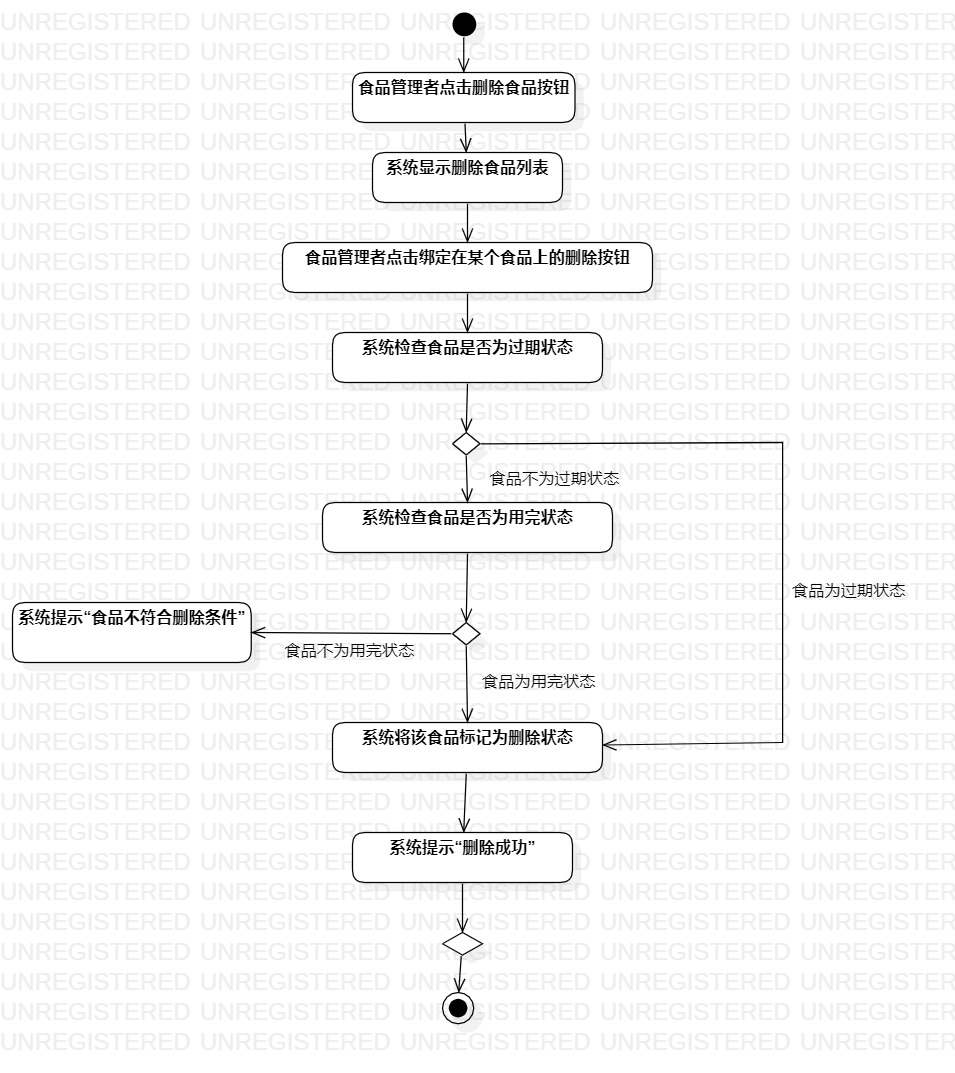 食品管理者点击删除食品按钮
系统显示删除食品列表
食品管理者点击绑定在某个食品上的删除按钮
系统检查食品是否为过期状态
食品不为过期状态
系统检查食品是否为用完状态
食品为过期状态
系统提示“食品不符合删除条件”
食品不为用完状态
食品为用完状态
系统将该食品标记为删除状态
系统提示“删除成功”
UNREGISTERED